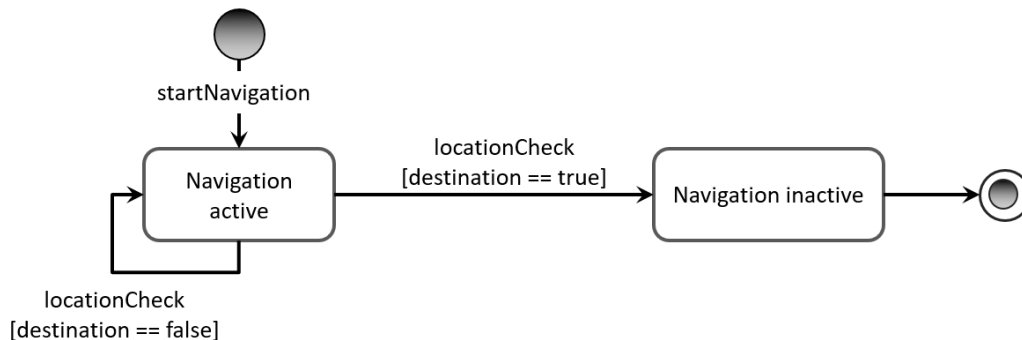 startNavigation
Navigation
active
locationCheck
[destination == true]
Navigation inactive
locationCheck
[destination == false]